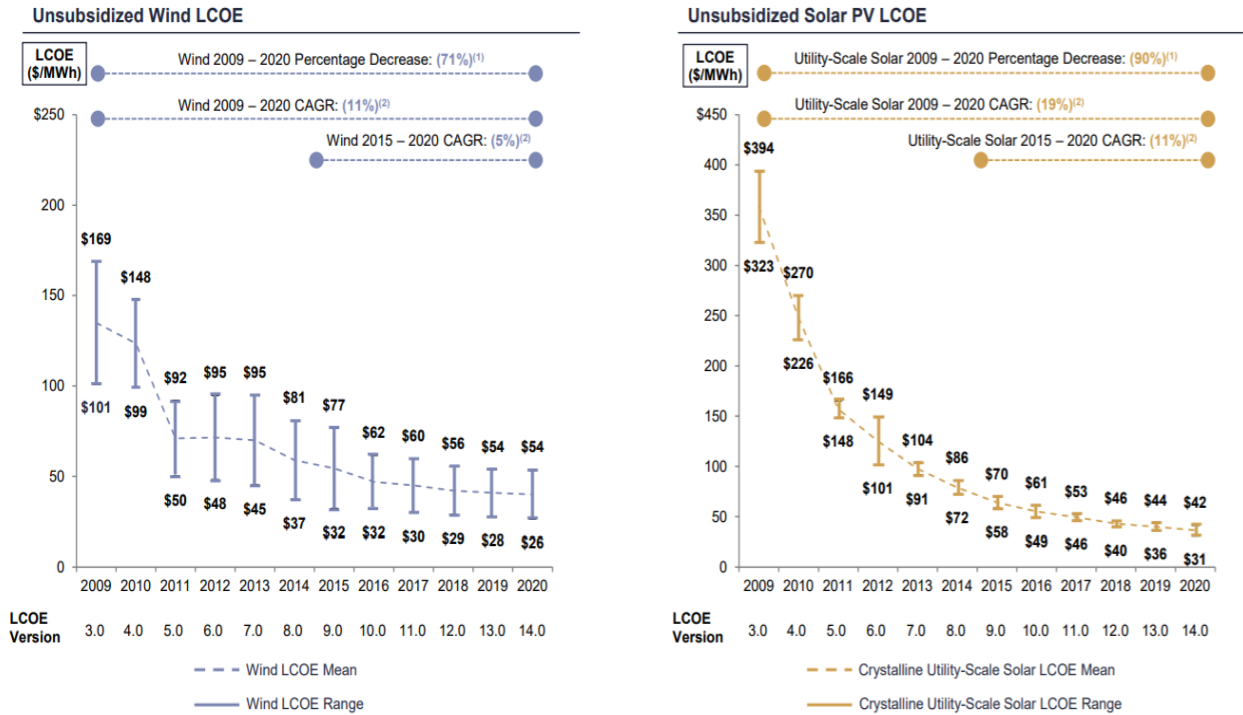 Unsubsidized Wind LCOE
LCOE
($/MWh)
Wind 2009 – 2020 Percentage Decrease: (71%)(1)
Wind 2009 – 2020 CAGR: (11%)(2)
Wind 2015 – 2020 CAGR: (5%)(2)
$250
200
150
100
50
0
$169
$148
$92
$95
$95
$81
$77
$62
$60
$56
$54
$54
$101
$99
$50
$48
$45
$37
$32
$32
$30
$29
$28
$26
2009 2010 2011 2012 2013 2014 2015 2016 2017 2018 2019 2020
LCOE
Version
3.0 4.0 5.0 6.0 7.0 8.0 9.0 10.0 11.0 12.0 13.0 14.0
Wind LCOE Mean
Wind LCOE Range
Unsubsidized Solar PV LCOE
LCOE
($/MWh)
Utility-Scale Solar 2009 – 2020 Percentage Decrease: (90%)(1)
Utility-Scale Solar 2009 – 2020 CAGR: (19%)(2)
Utility-Scale Solar 2015 – 2020 CAGR: (11%)(2)
$450
400
350
300
250
200
150
100
50
0
$394
$323
$270
$226
$166
$148
$149
$101
$104
$91
$86
$72
$70
$58
$61
$49
$53
$46
$46
$40
$44
$36
$42
$31
2009 2010 2011 2012 2013 2014 2015 2016 2017 2018 2019 2020
LCOE
Version
3.0 4.0 5.0 6.0 7.0 8.0 9.0 10.0 11.0 12.0 13.0 14.0
Crystalline Utility-Scale Solar LCOE Mean
Crystalline Utility-Scale Solar LCOE Range